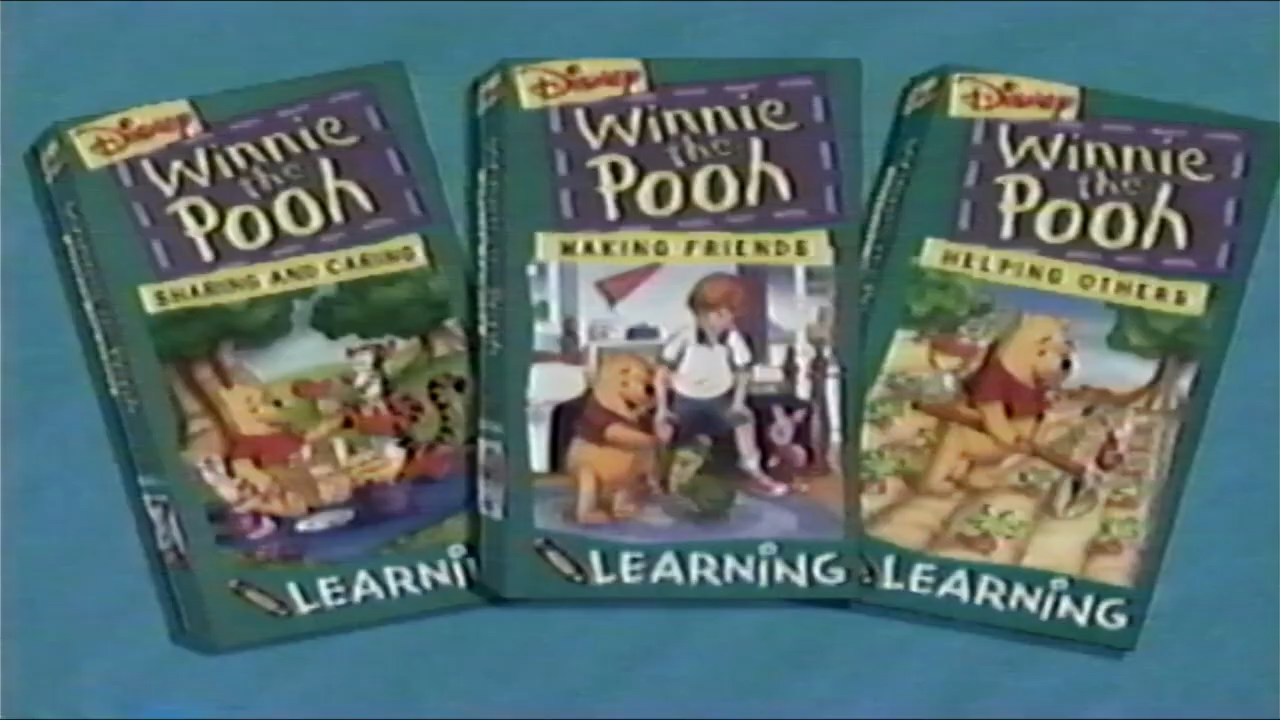 Disney
Winnie
the
Pooh
SHARING AND CARING
LEARNI
Disney
Winnie
the
Pooh
MAKING FRIENDS
LEARNING
Disney
Winnie
the
Pooh
HELPING OTHERS
LEARNING